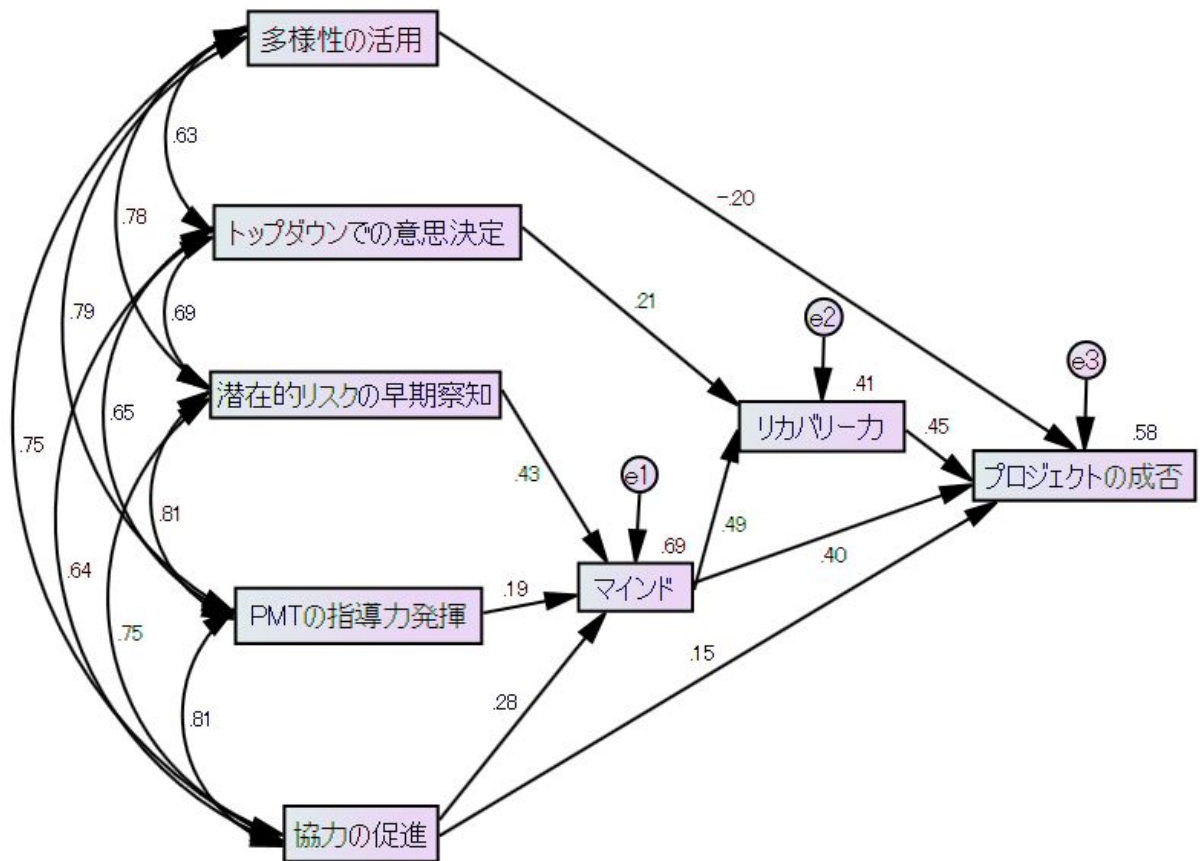 多様性の活用
.63
-.20
.78
トップダウンでの意思決定
.79
.69
.21
e2
e3
潜在的リスクの早期察知
.41
.65
リカバリー力
.45
.58
.75
.43
e1
プロジェクトの成否
.81
.49
.69
.40
.64
マインド
.19
PMTの指導力発揮
.75
.15
.28
.81
協力の促進